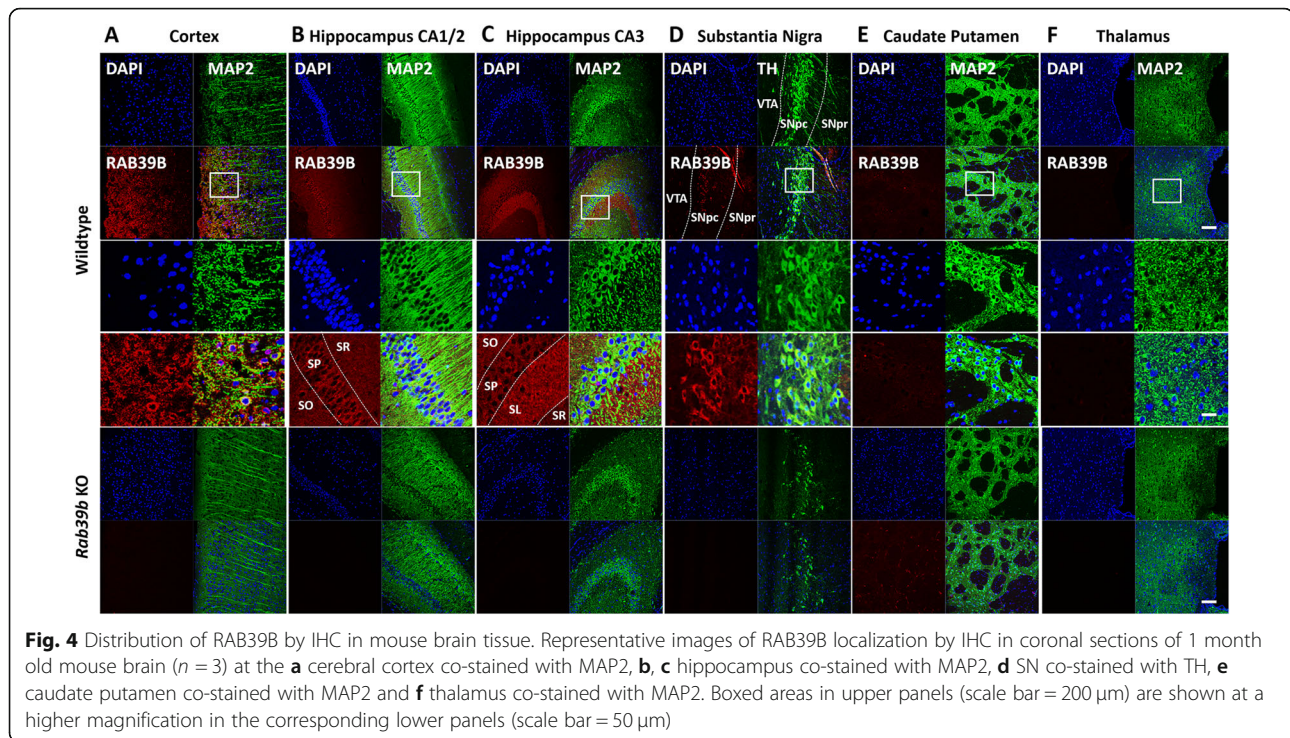 A Cortex B Hippocampus CA1/2 C Hippocampus CA3 D Substantia Nigra E Caudate Putamen F Thalamus
DAPI MAP2 DAPI MAP2 DAPI MAP2 DAPI TH DAPI MAP2 DAPI MAP2
VTA SNpc SNpr
RAB39B RAB39B RAB39B RAB39B RAB39B RAB39B
VTA SNpc SNpr
Wildtype
SO SP SR
SO SP SL SR
Rab39b KO
Fig. 4 Distribution of RAB39B by IHC in mouse brain tissue. Representative images of RAB39B localization by IHC in coronal sections of 1 month
old mouse brain (n = 3) at the a cerebral cortex co-stained with MAP2, b, c hippocampus co-stained with MAP2, d SN co-stained with TH, e
caudate putamen co-stained with MAP2 and f thalamus co-stained with MAP2. Boxed areas in upper panels (scale bar = 200 μm) are shown at a
higher magnification in the corresponding lower panels (scale bar = 50 μm)